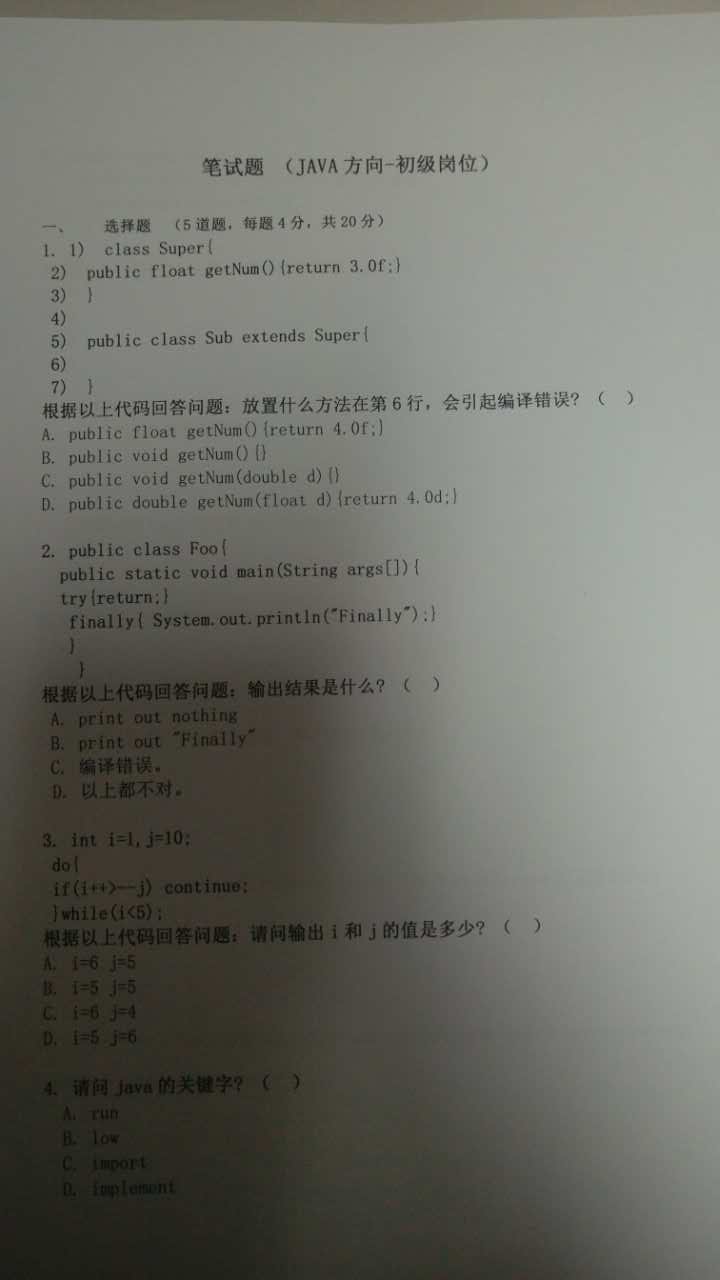 笔试题 （JAVA 方向-初级岗位）
一、 选择题 （5 道题，每题 4 分，共 20 分）
1. 1) class Super{
2) public float getNum(){return 3.0f;}
3) }
4)
5) public class Sub extends Super{
6)
7) }
根据以上代码回答问题：放置什么方法在第 6 行，会引起编译错误？（ ）
A. public float getNum(){return 4.0f;}
B. public void getNum(){}
C. public void getNum(double d){}
D. public double getNum(float d){return 4.0d;}
2. public class Foo{
public static void main(String args[]){
try{return;}
finally{ System.out.println("Finally");}
}
}
根据以上代码回答问题：输出结果是什么？（ ）
A. print out nothing
B. print out "Finally"
C. 编译错误。
D. 以上都不对。
3. int i=1,j=10;
do{
if(i++>--j) continue;
}while(i<5);
根据以上代码回答问题：请问输出 i 和 j 的值是多少？（ ）
A. i=6 j=5
B. i=5 j=5
C. i=6 j=4
D. i=5 j=6
4. 请问 java 的关键字？（ ）
A. run
B. low
C. import
D. implement